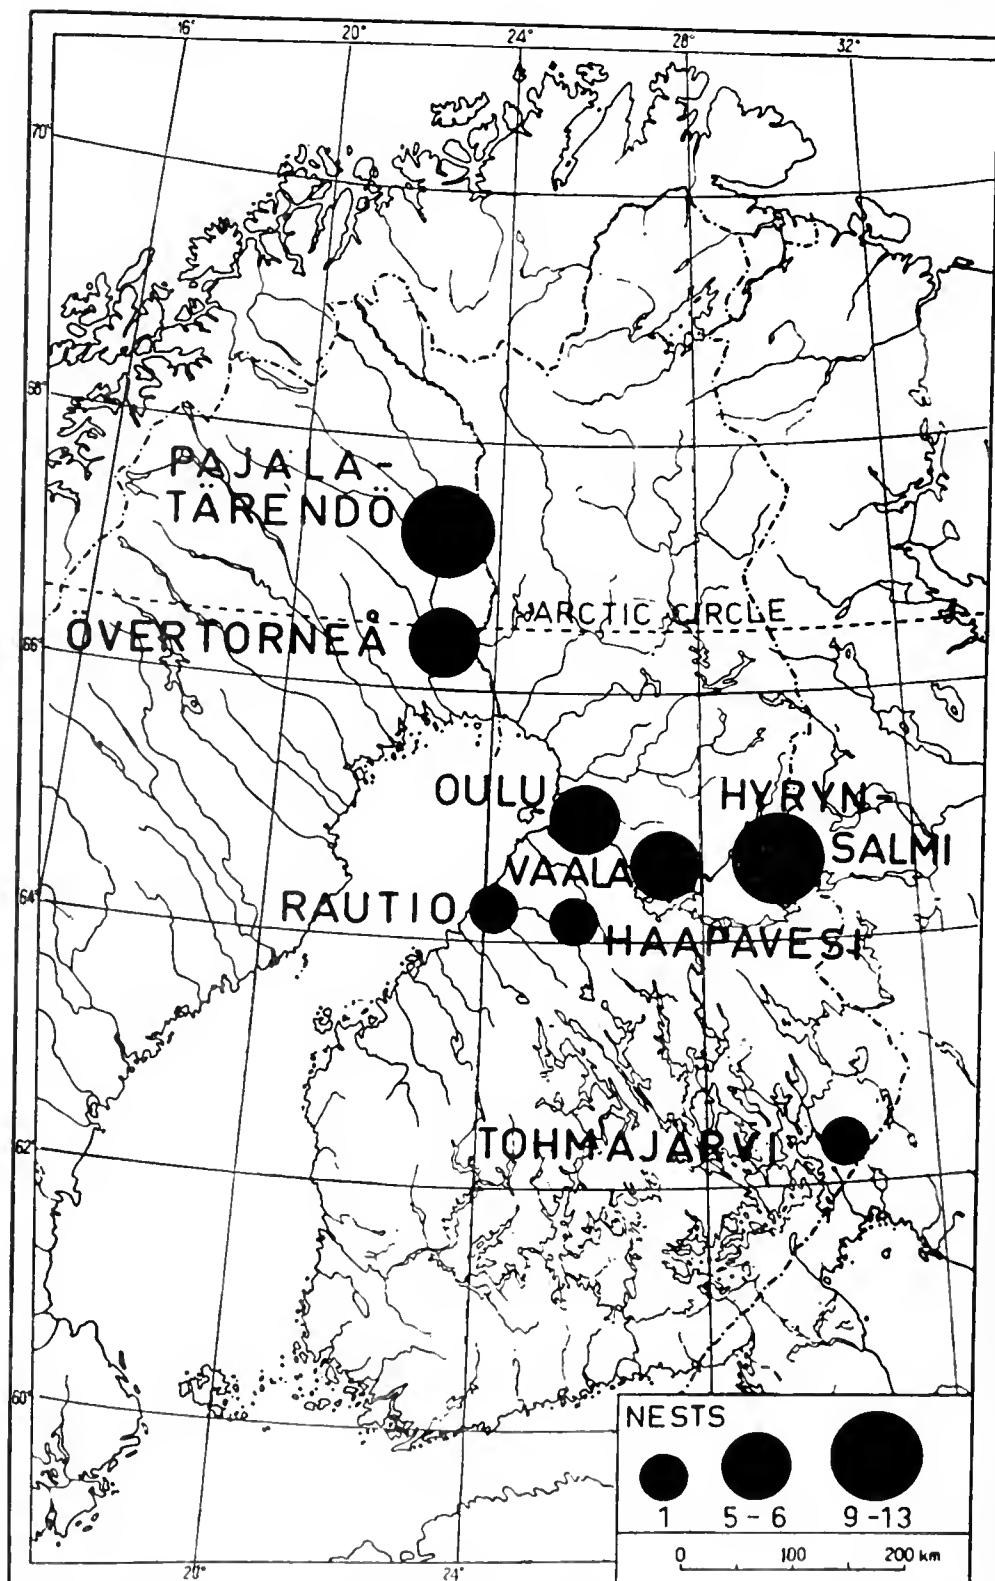 16° 20° 24° 28° 32°
70°
68°
PAJALA-
TÄRENDÖ
ARCTIC CIRCLE
ÖVERTORNEÅ
66°
OULU
HYRYN-
SALMI
VAALA
64°
RAUTIO
HAAPAVESI
TOHMAJÄRVI
62°
60°
NESTS
1 5-6 9-13
0 100 200 km
20° 24°